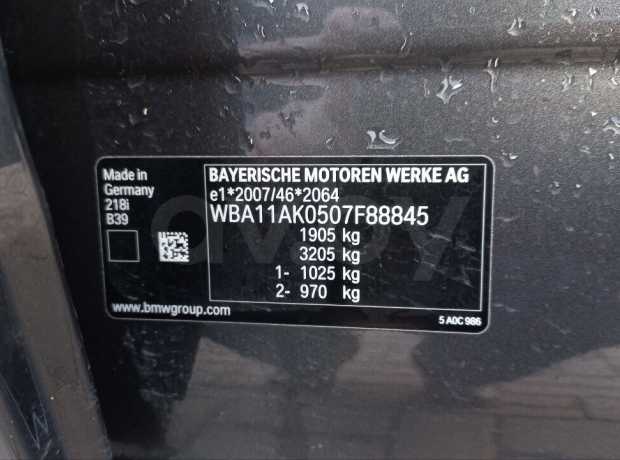 Made in
Germany
218i
B39
BAYERISCHE MOTOREN WERKE AG
e1*2007/46*2064
WBA11AK0507F88845
1905 kg
3205 kg
1- 1025 kg
2- 970 kg
www.bmwgroup.com
5 A0C 986